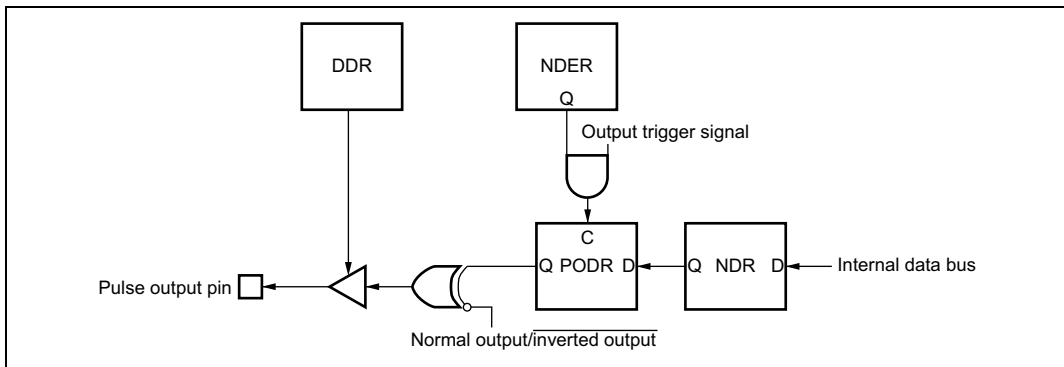 DDR
NDER
Q
Output trigger signal
C
Q PODR D
Q NDR D
Internal data bus
Pulse output pin
Normal output/inverted output